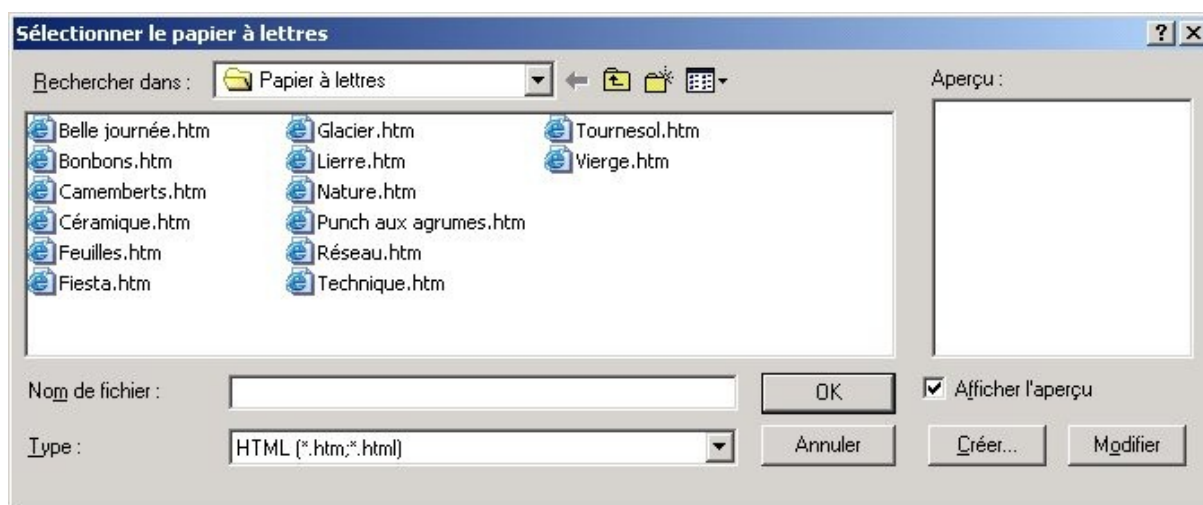 Sélectionner le papier à lettres
Rechercher dans :
Papier à lettres
Aperçu :
Belle journée.htm
Bonbons.htm
Camemberts.htm
Céramique.htm
Feuilles.htm
Fiesta.htm
Glacier.htm
Lierre.htm
Nature.htm
Punch aux agrumes.htm
Réseau.htm
Technique.htm
Tournesol.htm
Vierge.htm
Nom de fichier :
OK
Afficher l'aperçu
Type :
HTML (*.htm;*.html)
Annuler
Créer...
Modifier